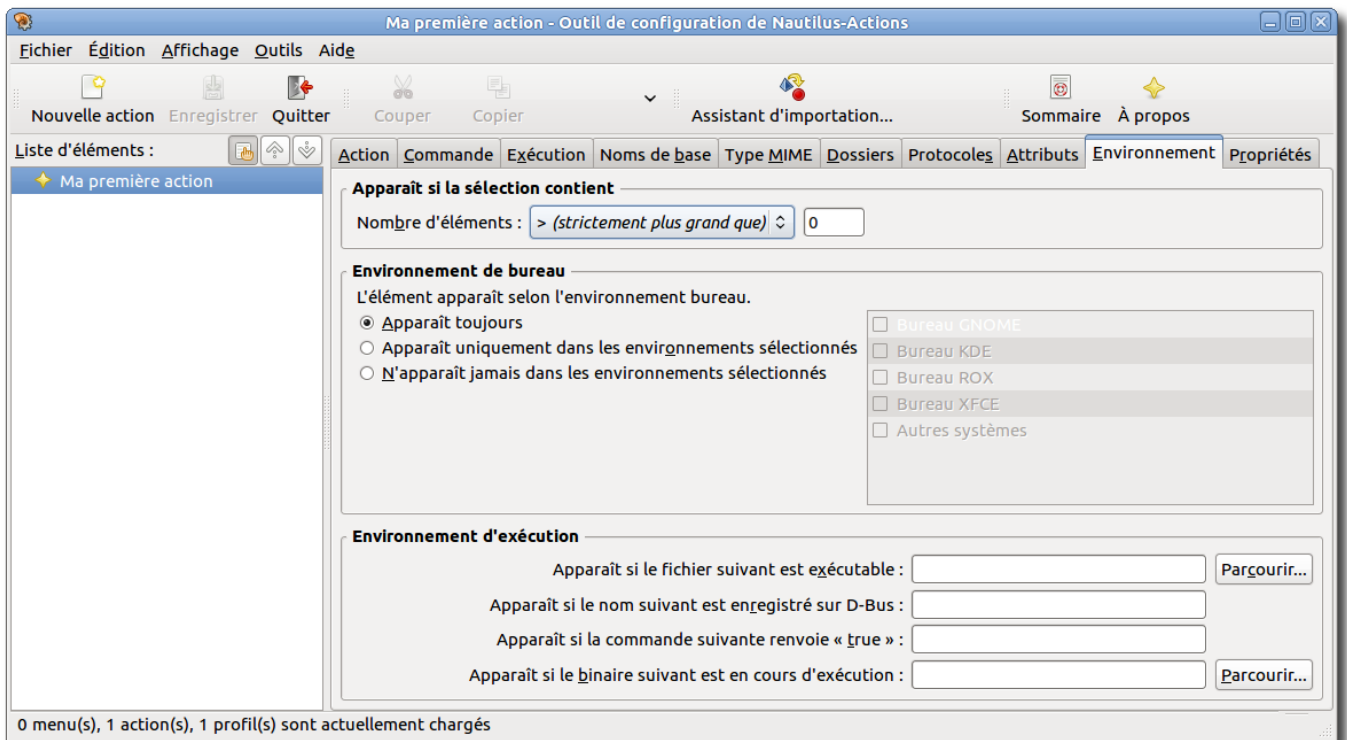 Ma première action - Outil de configuration de Nautilus-Actions
Fichier Édition Affichage Outils Aide
Nouvelle action Enregistrer Quitter Couper Copier Assistant d'importation... Sommaire À propos
Liste d'éléments :
Action Commande Exécution Noms de base Type MIME Dossiers Protocoles Attributs Environnement Propriétés
Ma première action
Apparaît si la sélection contient
Nombre d'éléments : > (strictement plus grand que) 0
Environnement de bureau
L'élément apparaît selon l'environnement bureau.
Apparaît toujours
Apparaît uniquement dans les environnements sélectionnés
N'apparaît jamais dans les environnements sélectionnés
Bureau GNOME
Bureau KDE
Bureau ROX
Bureau XFCE
Autres systèmes
Environnement d'exécution
Apparaît si le fichier suivant est exécutable : Parcourir...
Apparaît si le nom suivant est enregistré sur D-Bus :
Apparaît si la commande suivante renvoie « true » :
Apparaît si le binaire suivant est en cours d'exécution : Parcourir...
0 menu(s), 1 action(s), 1 profil(s) sont actuellement chargés